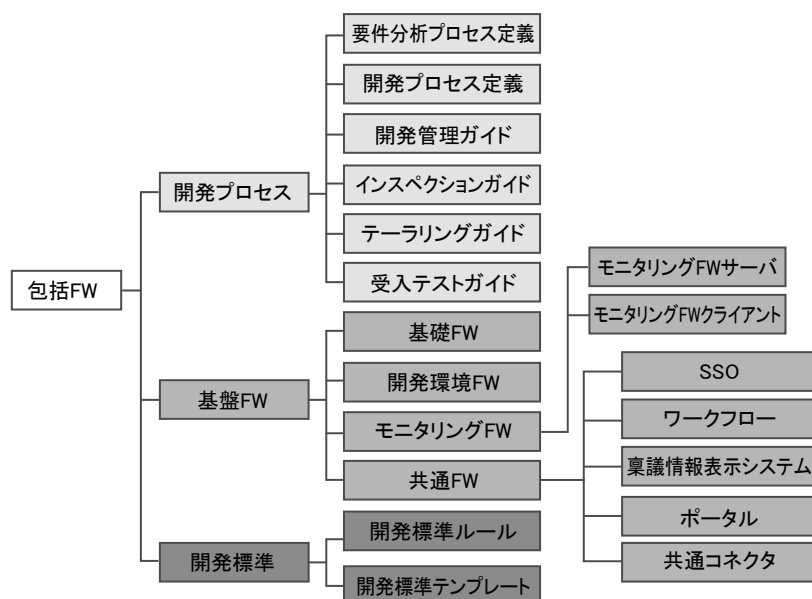 包括FW
開発プロセス
要件分析プロセス定義
開発プロセス定義
開発管理ガイド
インスペクションガイド
テーラリングガイド
受入テストガイド
基盤FW
基礎FW
開発環境FW
モニタリングFW
モニタリングFWサーバ
モニタリングFWクライアント
共通FW
SSO
ワークフロー
稟議情報表示システム
ポータル
共通コネクタ
開発標準
開発標準ルール
開発標準テンプレート